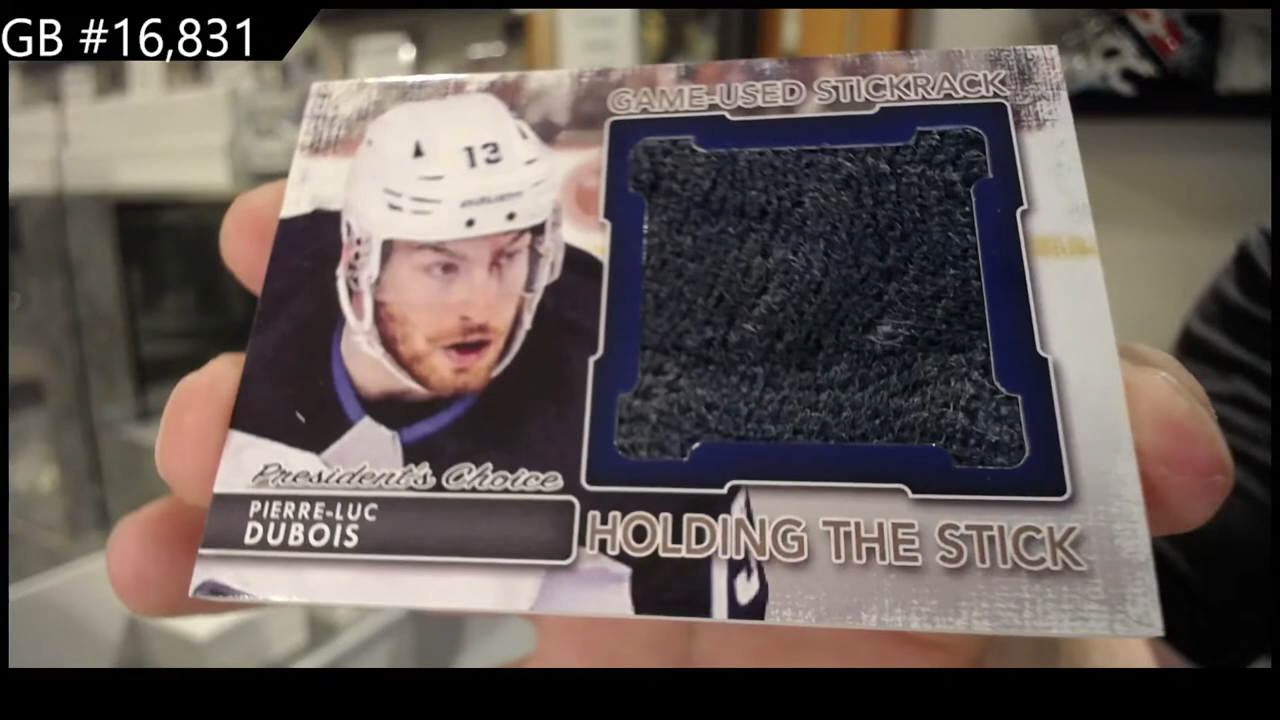 GB #16,831
GAME-USED STICKRACK
13
President's Choice
PIERRE-LUC
DUBOIS
HOLDING THE STICK